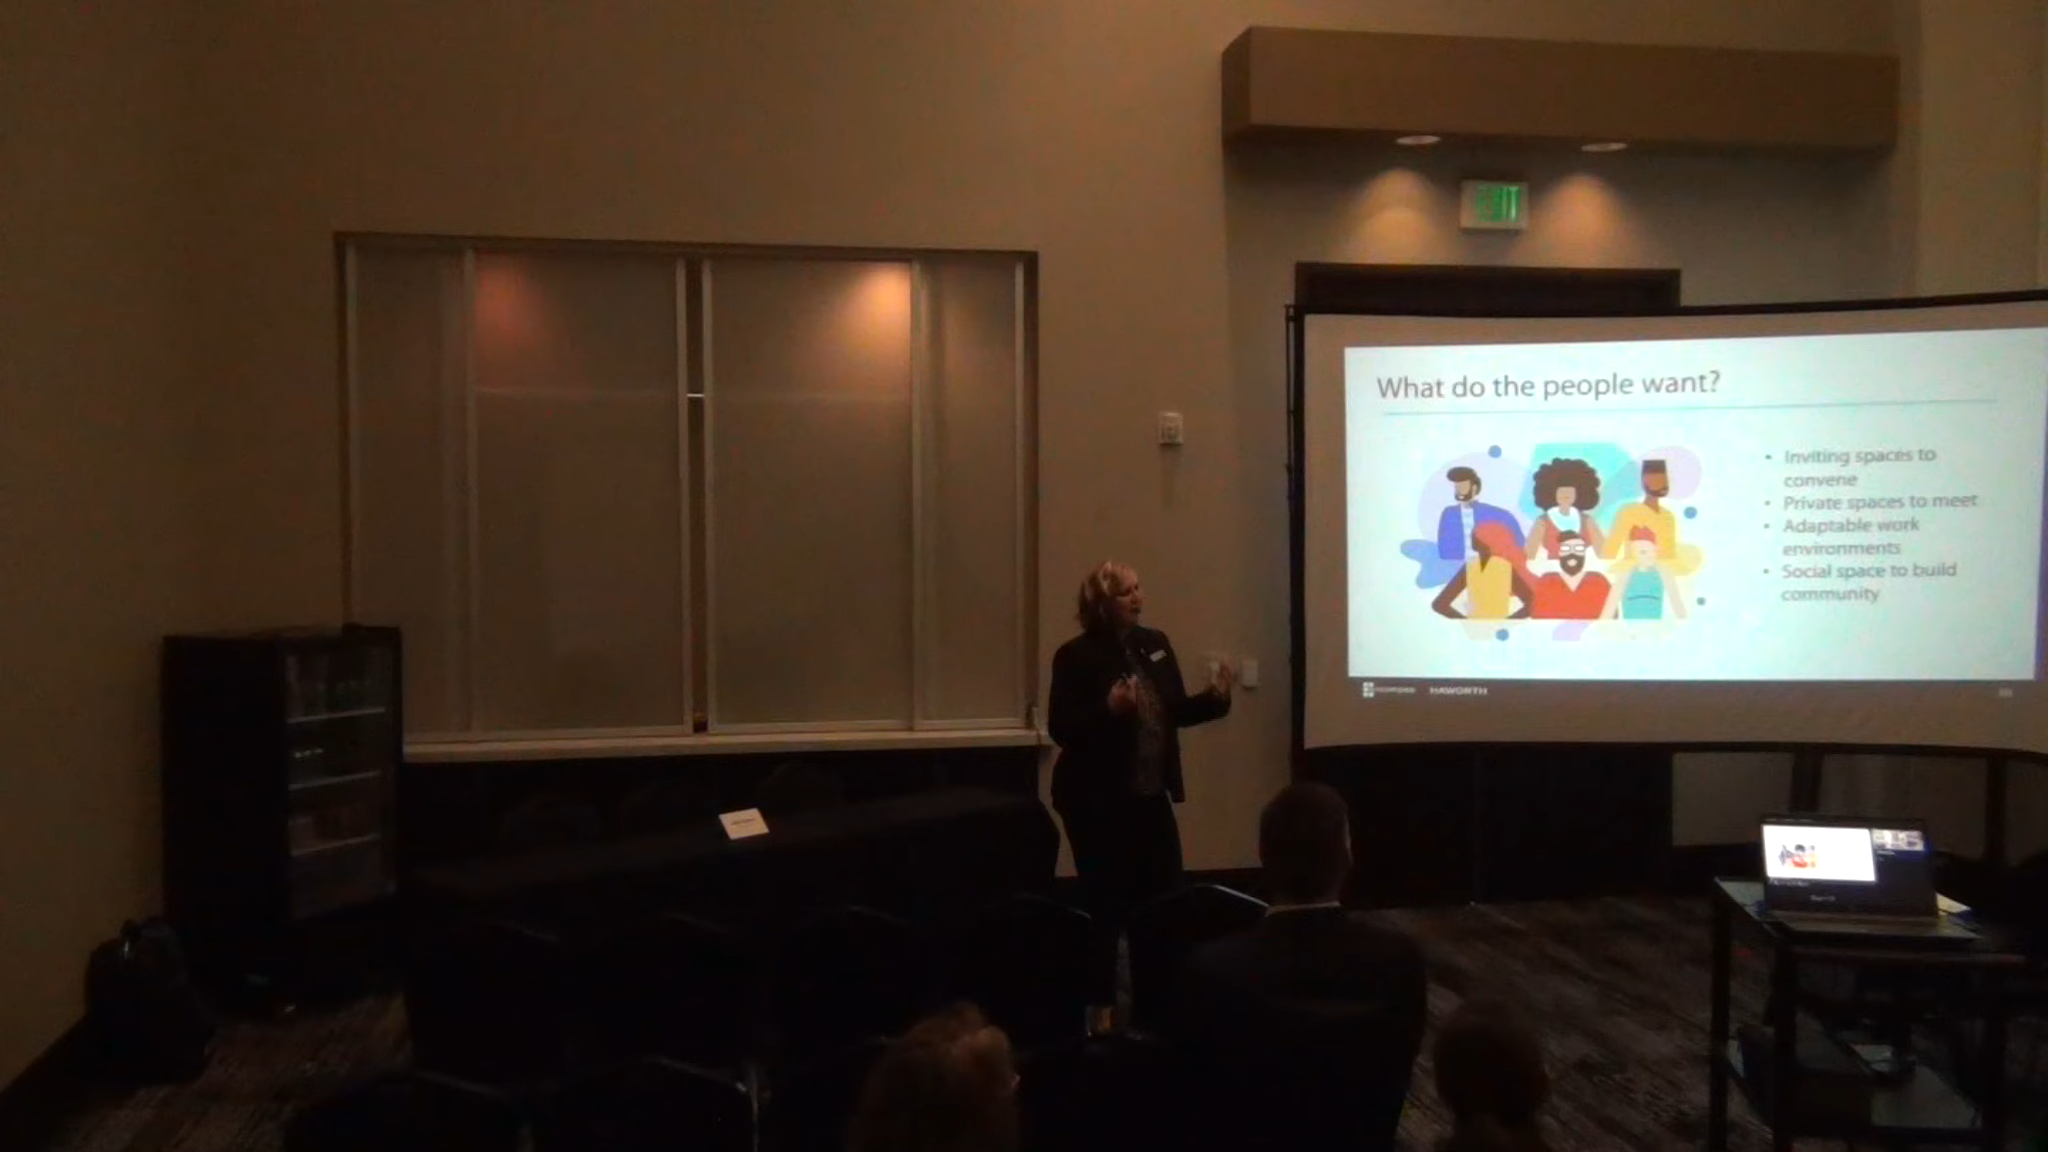 EXIT
What do the people want?
• Inviting spaces to
convene
• Private spaces to meet
• Adaptable work
environments
• Social space to build
community
HAWORTH